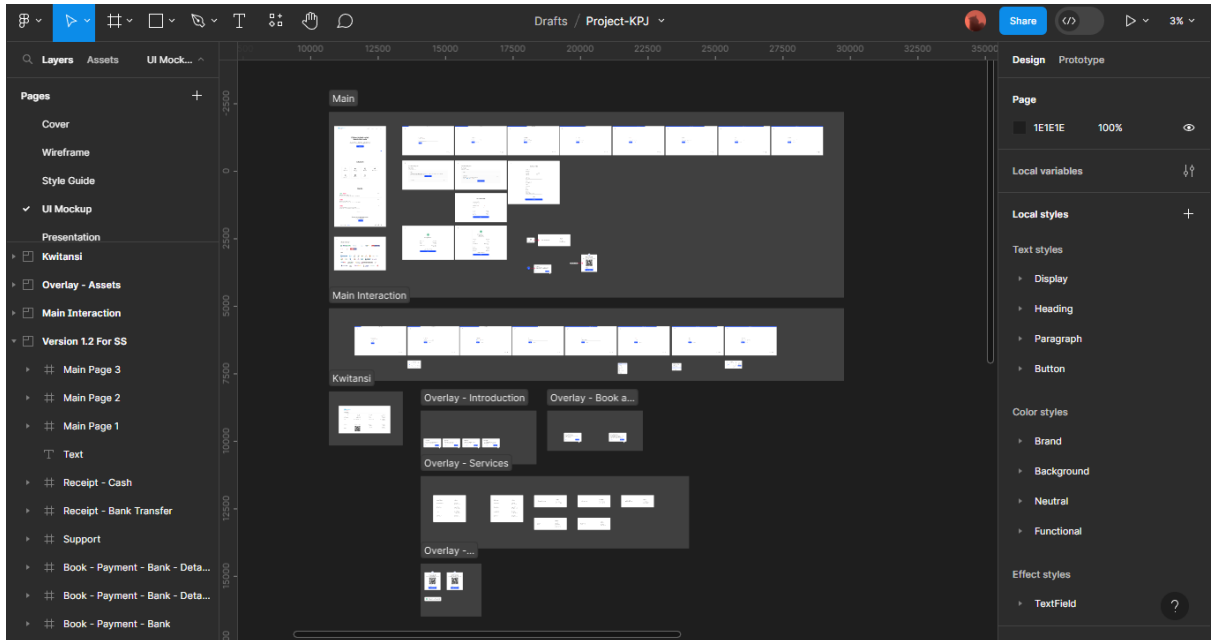 Drafts / Project-KPJ
Share
3%
Layers Assets UI Mock...
Pages
Cover
Wireframe
Style Guide
UI Mockup
Presentation
Kwitansi
Overlay - Assets
Main Interaction
Version 1.2 For SS
Main Page 3
Main Page 2
Main Page 1
Text
Receipt - Cash
Receipt - Bank Transfer
Support
Book - Payment - Bank - Deta...
Book - Payment - Bank - Deta...
Book - Payment - Bank
10000 12500 15000 17500 20000 22500 25000 27500 30000 32500 35000
-2500
0
2500
5000
7500
10000
12500
15000
Main
Main Interaction
Kwitansi
Overlay - Introduction
Overlay - Book a...
Overlay - Services
Overlay -...
Design Prototype
Page
1E1E1E 100%
Local variables
Local styles
Text styles
Display
Heading
Paragraph
Button
Color styles
Brand
Background
Neutral
Functional
Effect styles
TextField
?